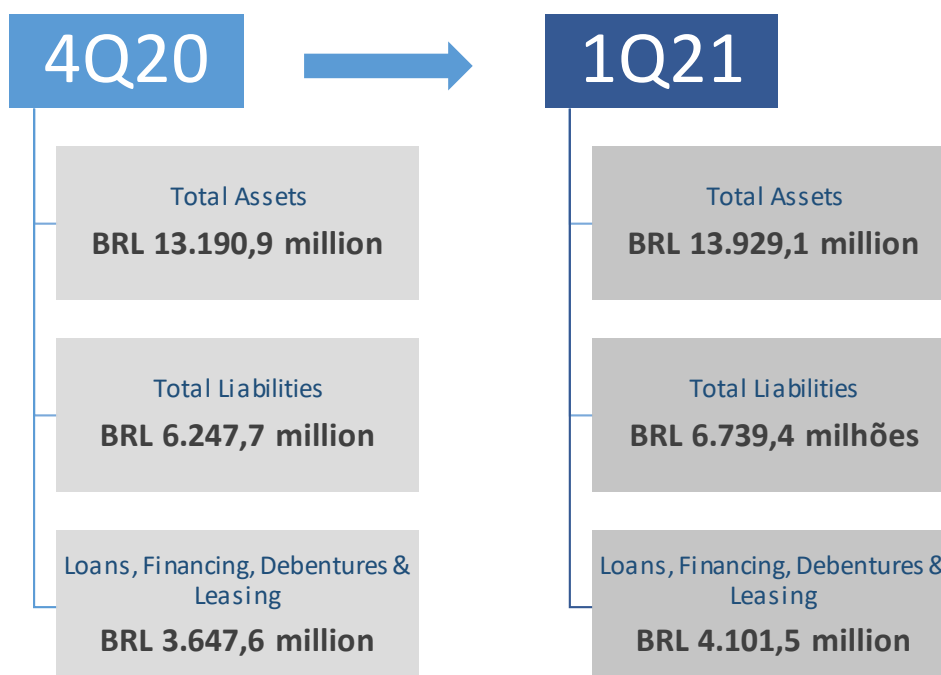 4Q20
1Q21
Total Assets
BRL 13.190,9 million
Total Assets
BRL 13.929,1 million
Total Liabilities
BRL 6.247,7 million
Total Liabilities
BRL 6.739,4 milhões
Loans, Financing, Debentures &
Leasing
BRL 3.647,6 million
Loans, Financing, Debentures &
Leasing
BRL 4.101,5 million